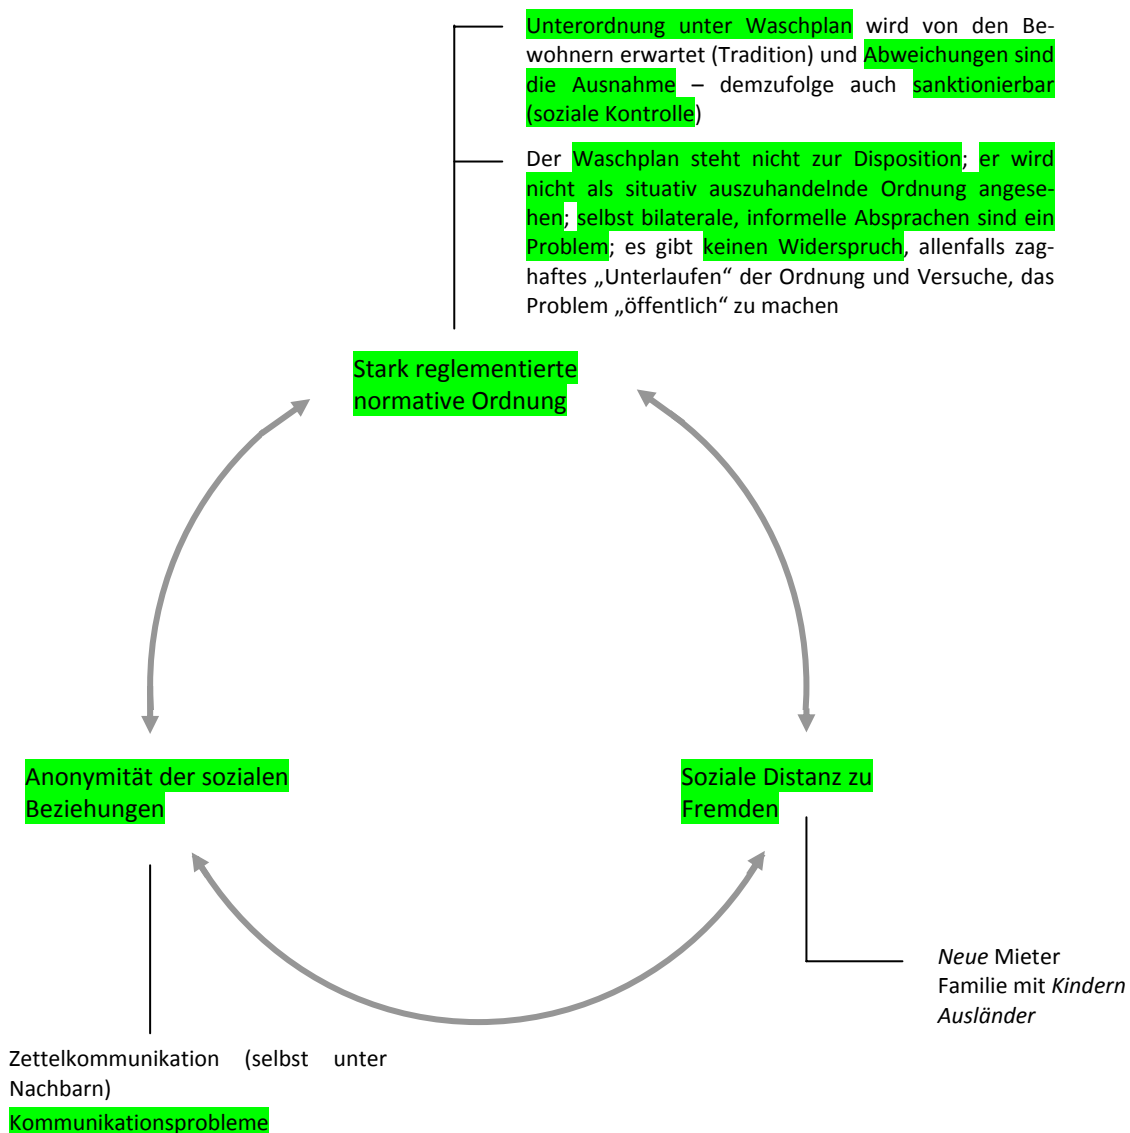 Unterordnung unter Waschplan wird von den Be-
wohnern erwartet (Tradition) und Abweichungen sind
die Ausnahme – demzufolge auch sanktionierbar
(soziale Kontrolle)
Der Waschplan steht nicht zur Disposition; er wird
nicht als situativ auszuhandelnde Ordnung angese-
hen; selbst bilaterale, informelle Absprachen sind ein
Problem; es gibt keinen Widerspruch, allenfalls zag-
haftes „Unterlaufen“ der Ordnung und Versuche, das
Problem „öffentlich“ zu machen
Stark reglementierte
normative Ordnung
Anonymität der sozialen
Beziehungen
Soziale Distanz zu
Fremden
Neue Mieter
Familie mit Kindern
Ausländer
Zettelkommunikation (selbst unter
Nachbarn)
Kommunikationsprobleme